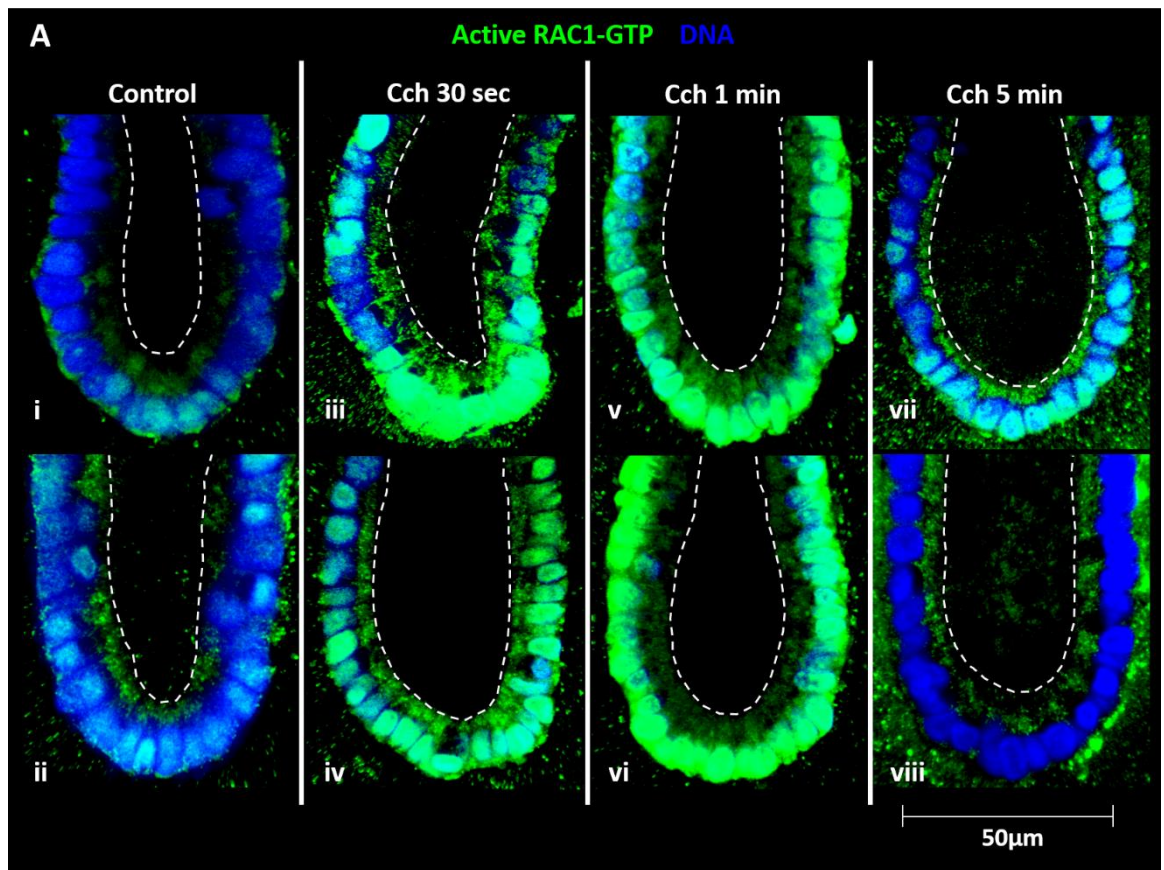 A
Active RAC1-GTP DNA
Control
Cch 30 sec
Cch 1 min
Cch 5 min
i
iii
v
vii
ii
iv
vi
viii
50µm